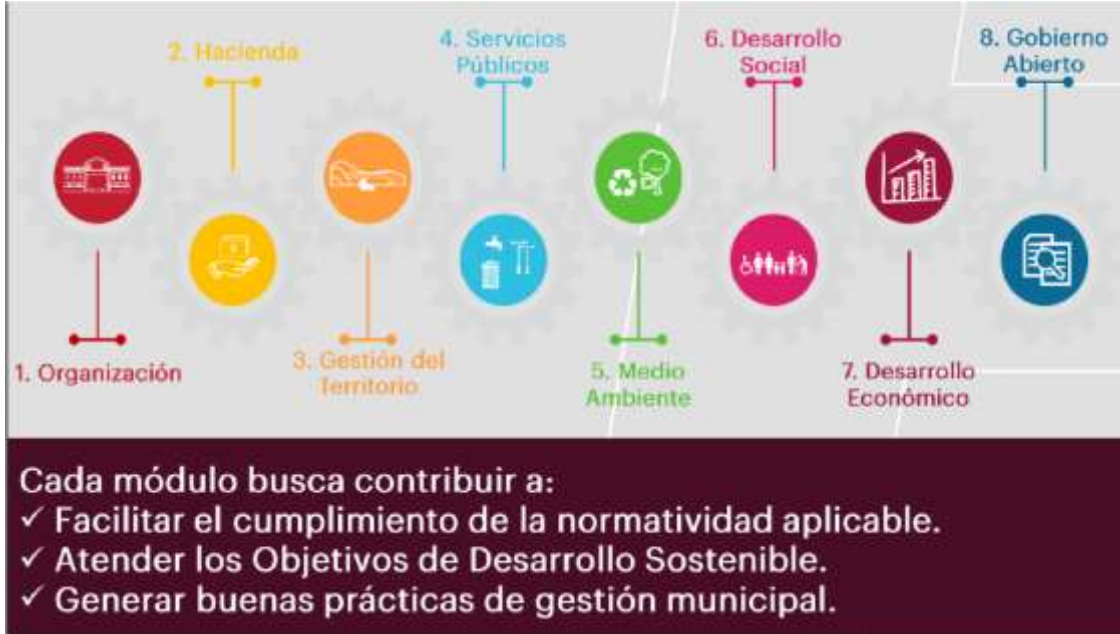 1. Organización
2. Hacienda
3. Gestión del
Territorio
4. Servicios
Públicos
5. Medio
Ambiente
6. Desarrollo
Social
7. Desarrollo
Económico
8. Gobierno
Abierto
Cada módulo busca contribuir a:
✓ Facilitar el cumplimiento de la normatividad aplicable.
✓ Atender los Objetivos de Desarrollo Sostenible.
✓ Generar buenas prácticas de gestión municipal.